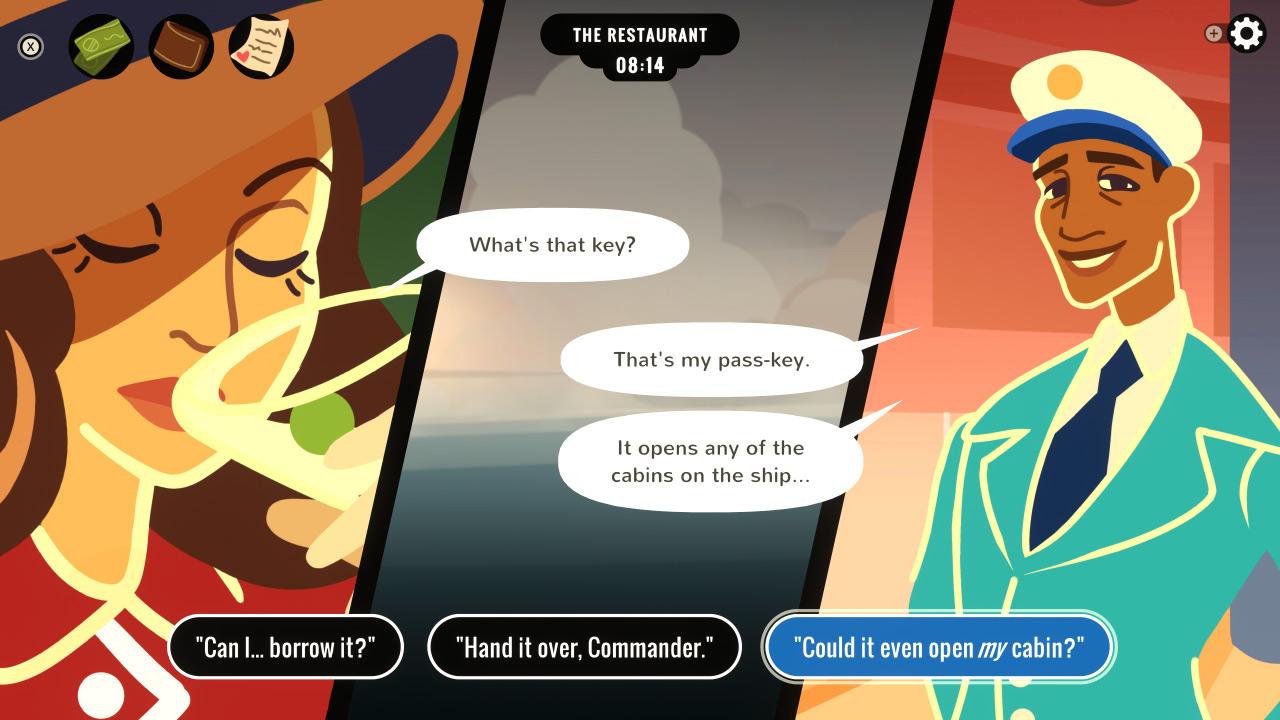 X
THE RESTAURANT
08:14
+
What's that key?
That's my pass-key.
It opens any of the
cabins on the ship...
"Can I... borrow it?"
"Hand it over, Commander."
"Could it even open my cabin?"